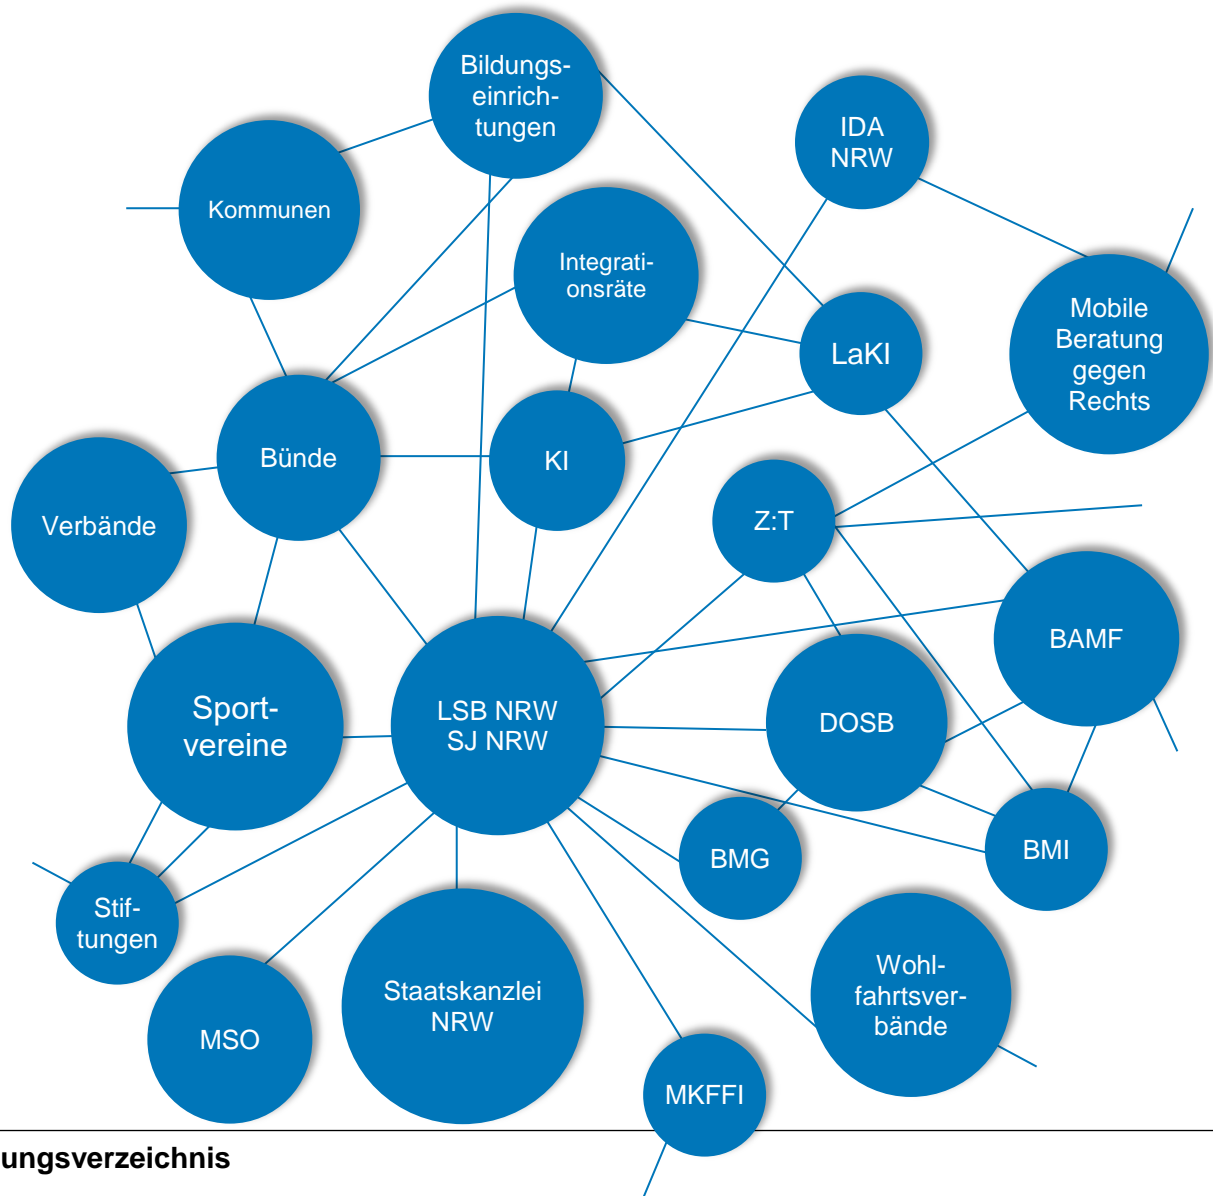 Bildungs-
einrich-
tungen
IDA
NRW
Kommunen
Integrati-
onsräte
Mobile
Beratung
gegen
Rechts
LaKI
Bünde
KI
Verbände
Z:T
BAMF
Sport-
vereine
LSB NRW
SJ NRW
DOSB
BMG
BMI
Stif-
tungen
Wohl-
fahrtsver-
bände
Staatskanzlei
NRW
MSO
MKFFI
ungsverzeichnis